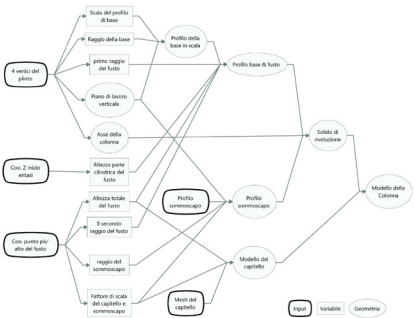 Scala del profilo
di base
Raggio della base
Profilo della
base in scala
4 vertici del
plinto
primo raggio
del fusto
Profilo base & fusto
Piano di lavoro
verticale
Asse della
colonna
Solido di
rivoluzione
Coo. Z inizio
entasi
Altezza parte
cilindrica del
fusto
Altezza totale
del fusto
Profilo
sommoscapo
Profilo
sommoscapo
Modello della
Colonna
Il secondo
raggio del fusto
Coo. punto più
alto del fusto
raggio del
sommoscapo
Modello del
capitello
Fattore di scala
del capitello e
sommoscapo
Mesh del
capitello
Input
Variabile
Geometria